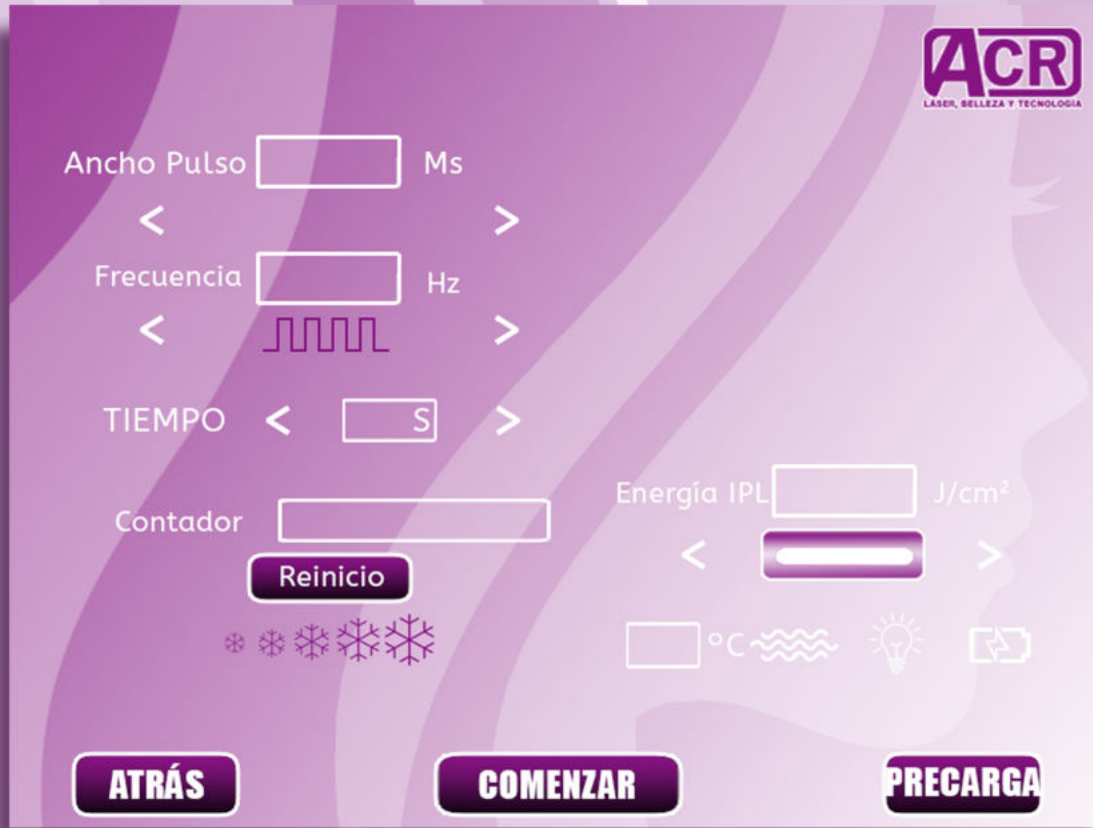 ACR
LÁSER, BELLEZA Y TECNOLOGÍA
Ancho Pulso Ms
< >
Frecuencia Hz
< >
TIEMPO < S >
Energía IPL J/cm²
Contador
< >
Reinicio
°C
ATRÁS COMENZAR PRECARGA